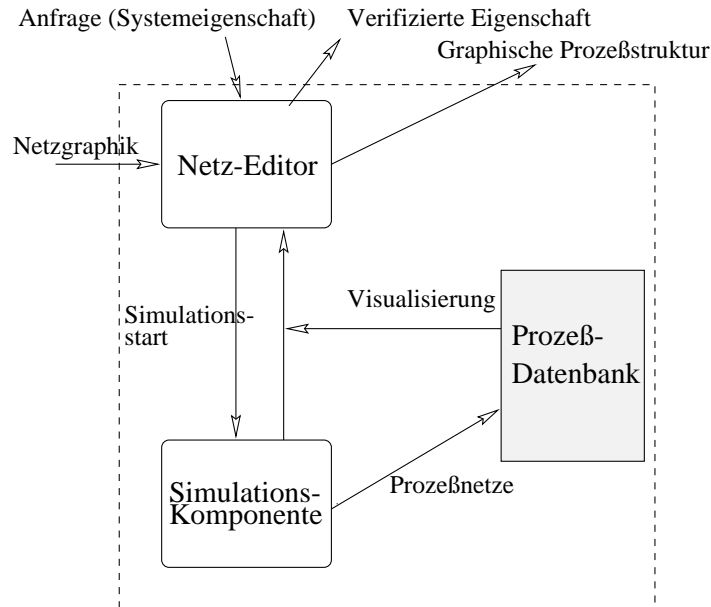 Anfrage (Systemeigenschaft)
Verifizierte Eigenschaft
Graphische Prozeßstruktur
Netzgraphik
Netz-Editor
Simulations-
start
Visualisierung
Prozeß-
Datenbank
Simulations-
Komponente
Prozeßnetze